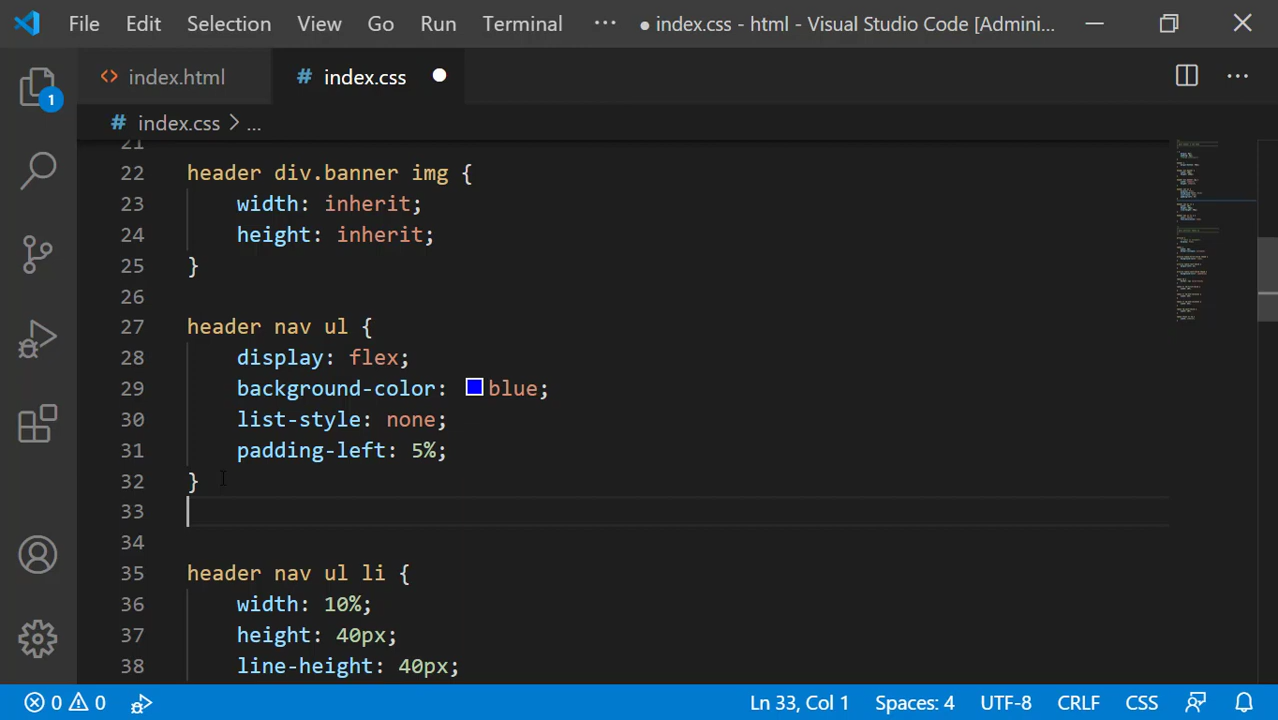 File Edit Selection View Go Run Terminal ··· ● index.css - html - Visual Studio Code [Admini...
index.html # index.css ●
# index.css > ...
1
21
22 header div.banner img {
23 width: inherit;
24 height: inherit;
25 }
26
27 header nav ul {
28 display: flex;
29 background-color: blue;
30 list-style: none;
31 padding-left: 5%;
32 }
33
34
35 header nav ul li {
36 width: 10%;
37 height: 40px;
38 line-height: 40px;
0 0 Ln 33, Col 1 Spaces: 4 UTF-8 CRLF CSS